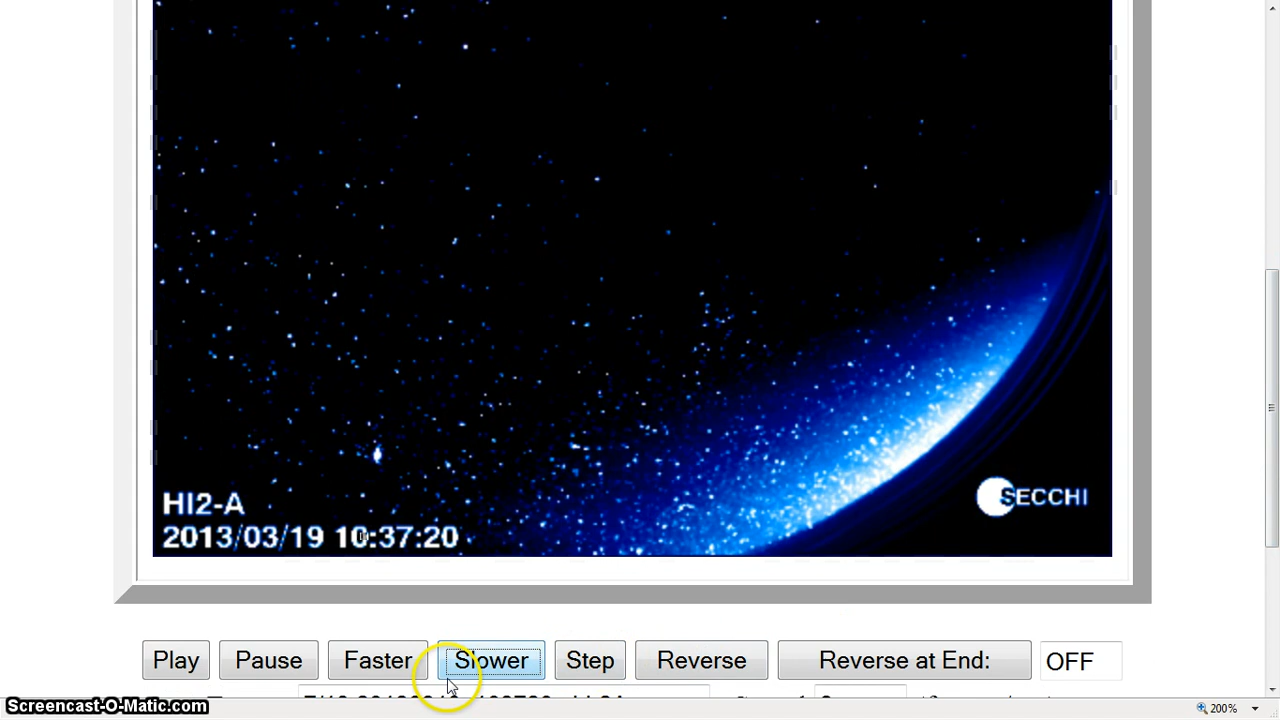 HI2-A
SECCHI
2013/03/19 10:37:20
Play Pause Faster Slower Step Reverse Reverse at End: OFF
Screencast-O-Matic.com
200%